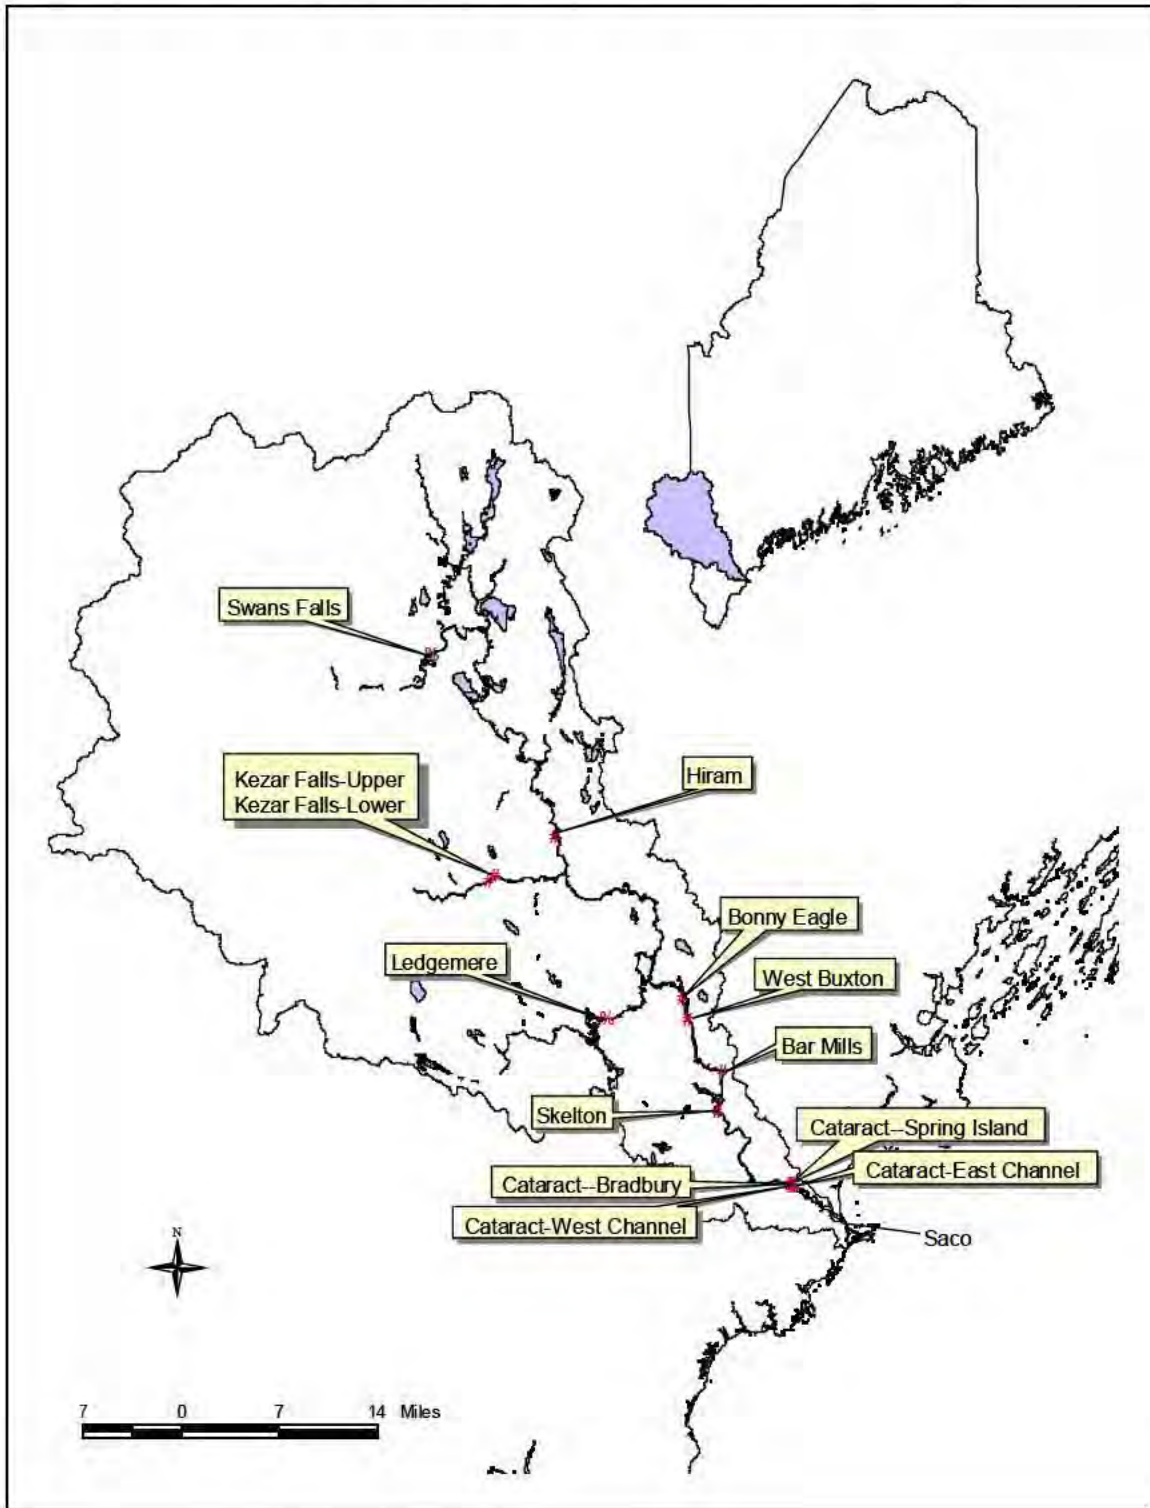 Swans Falls
Kezar Falls-Upper
Kezar Falls-Lower
Hiram
Bonny Eagle
Ledgemere
West Buxton
Bar Mills
Skelton
Cataract--Spring Island
Cataract-East Channel
Cataract--Bradbury
Cataract-West Channel
Saco
N
7 0 7 14 Miles